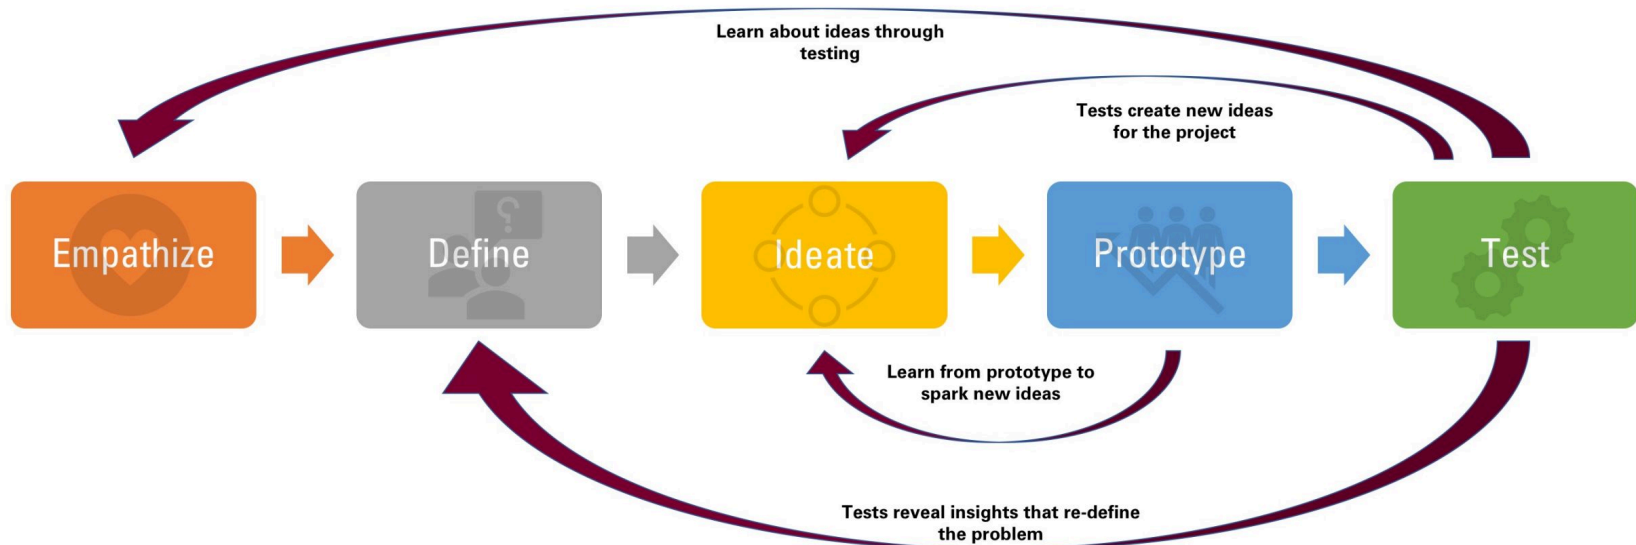 Learn about ideas through
testing
Tests create new ideas
for the project
Empathize
Define
Ideate
Prototype
Test
Learn from prototype to
spark new ideas
Tests reveal insights that re-define
the problem